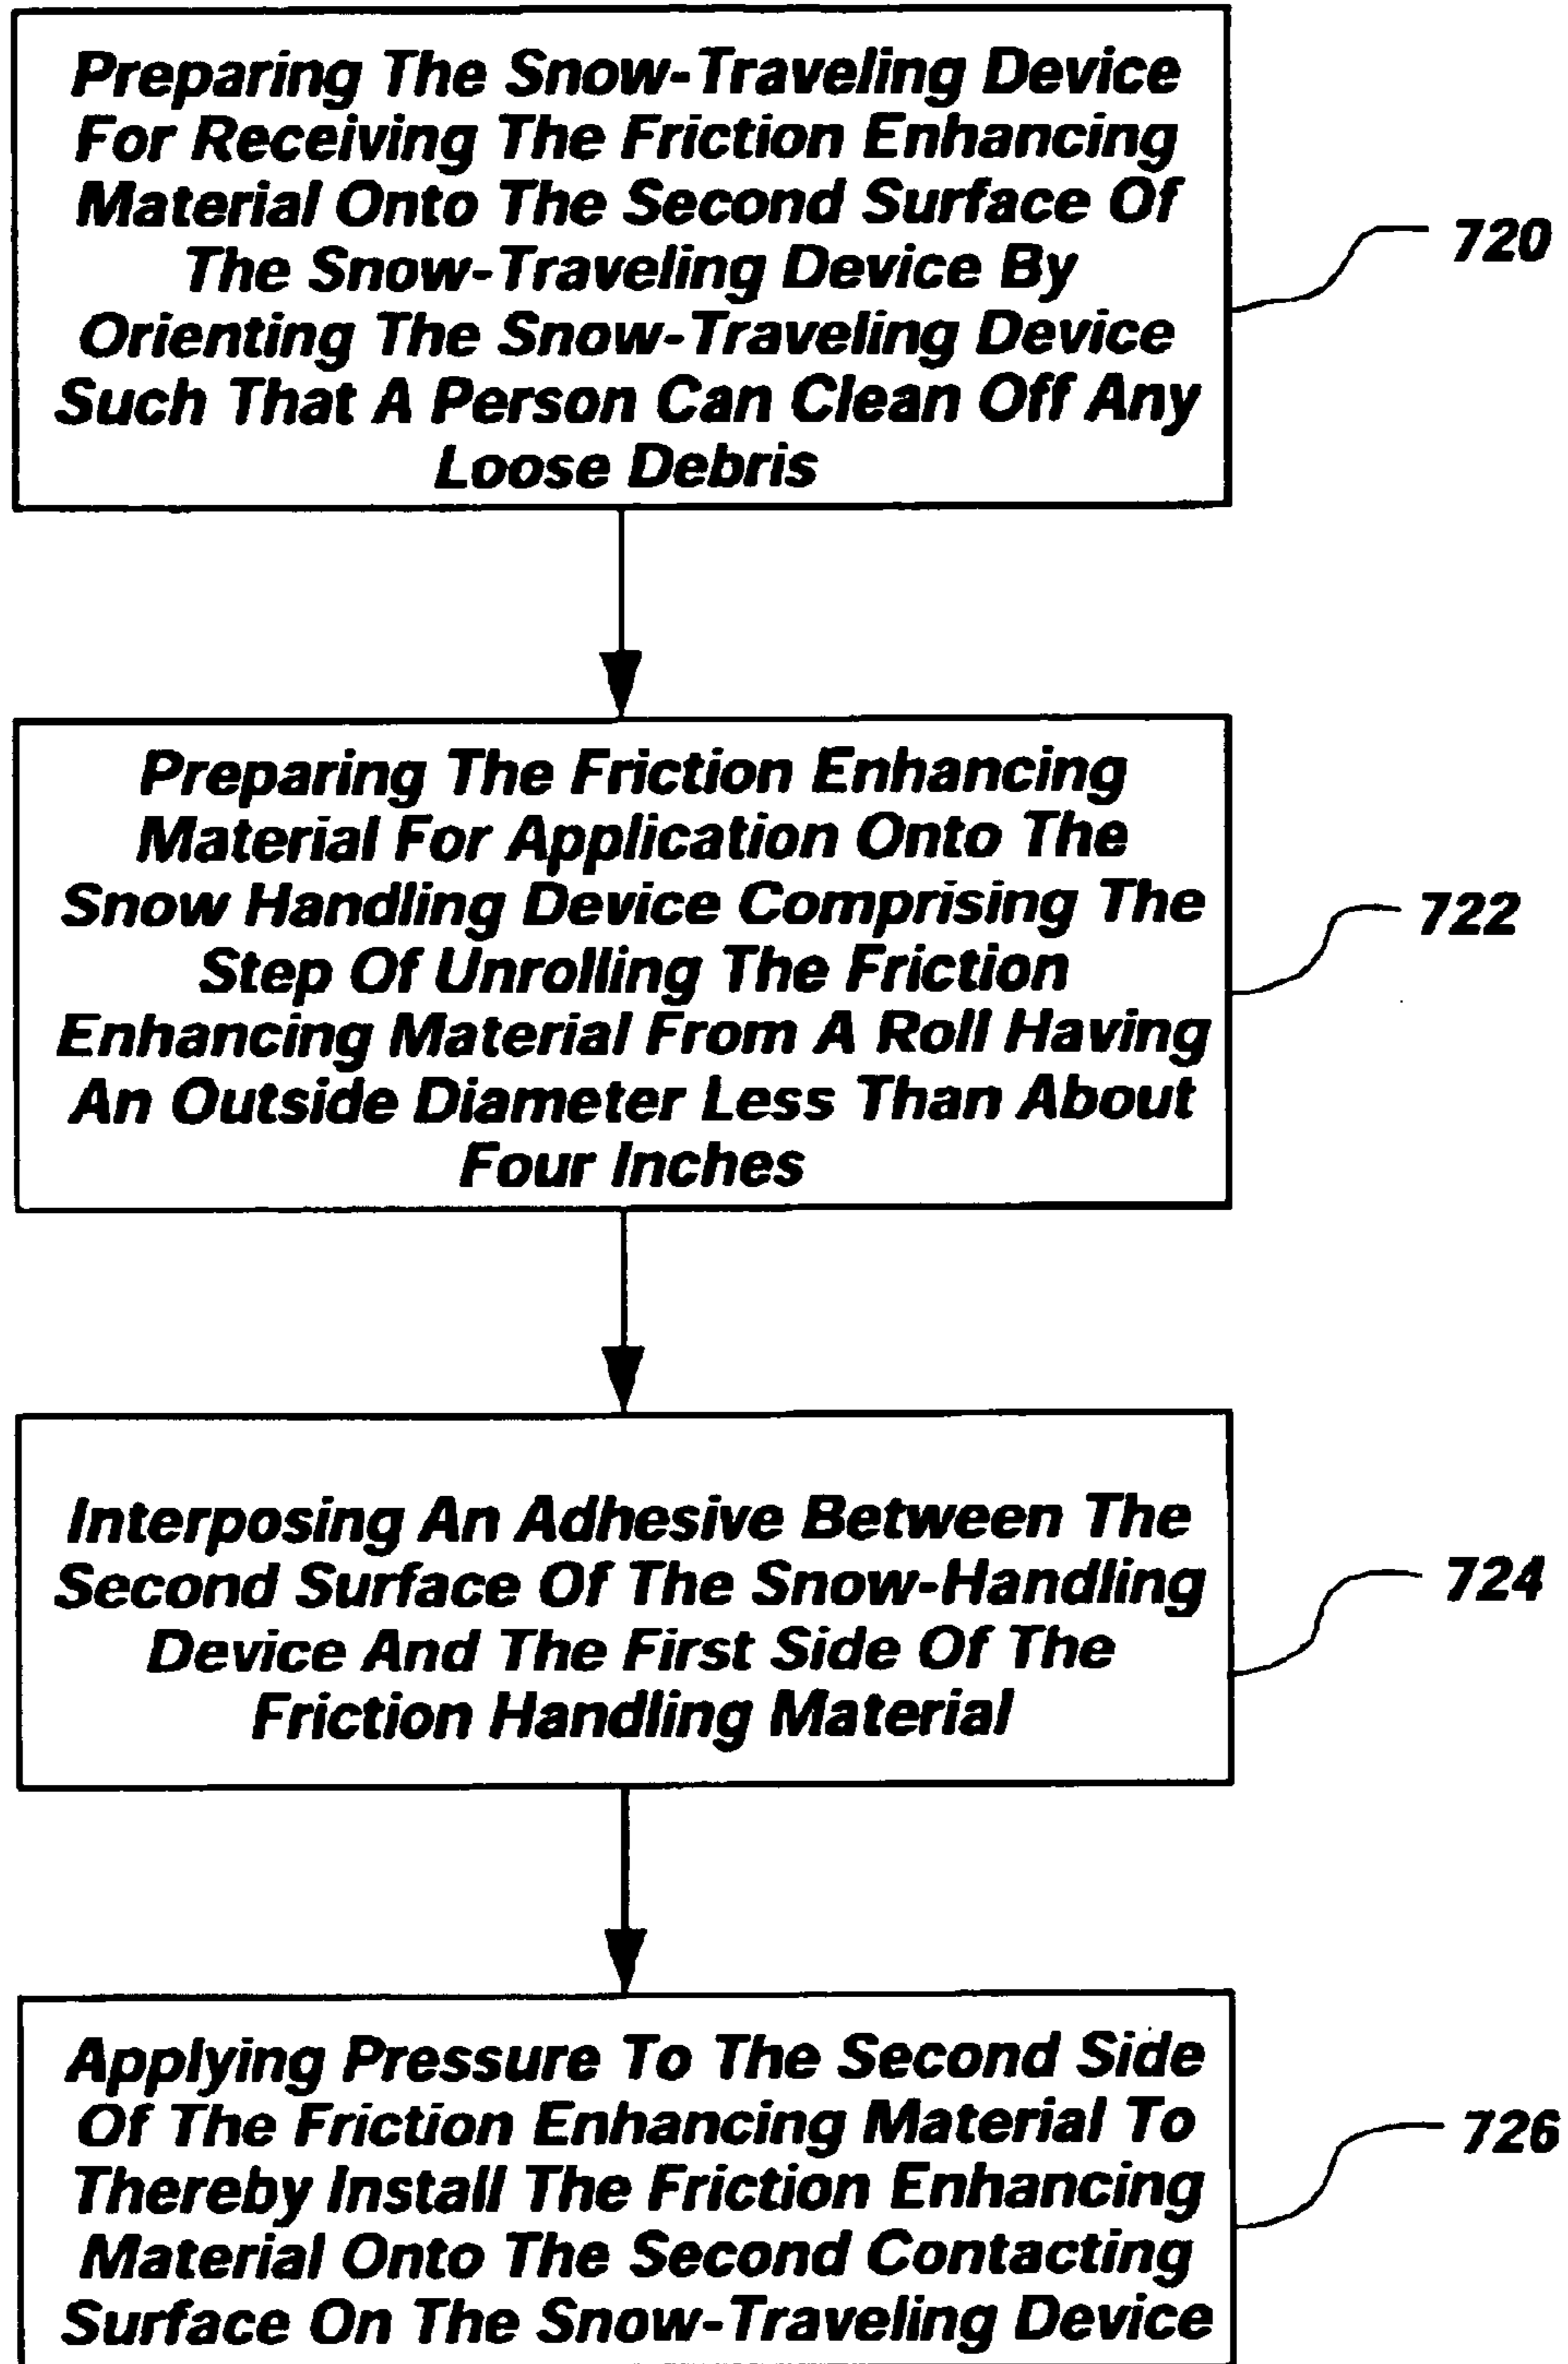 Preparing The Snow-Traveling Device
For Receiving The Friction Enhancing
Material Onto The Second Surface Of
The Snow-Traveling Device By
Orienting The Snow-Traveling Device
Such That A Person Can Clean Off Any
Loose Debris
720
Preparing The Friction Enhancing
Material For Application Onto The
Snow Handling Device Comprising The
Step Of Unrolling The Friction
Enhancing Material From A Roll Having
An Outside Diameter Less Than About
Four Inches
722
Interposing An Adhesive Between The
Second Surface Of The Snow-Handling
Device And The First Side Of The
Friction Handling Material
724
Applying Pressure To The Second Side
Of The Friction Enhancing Material To
Thereby Install The Friction Enhancing
Material Onto The Second Contacting
Surface On The Snow-Traveling Device
726